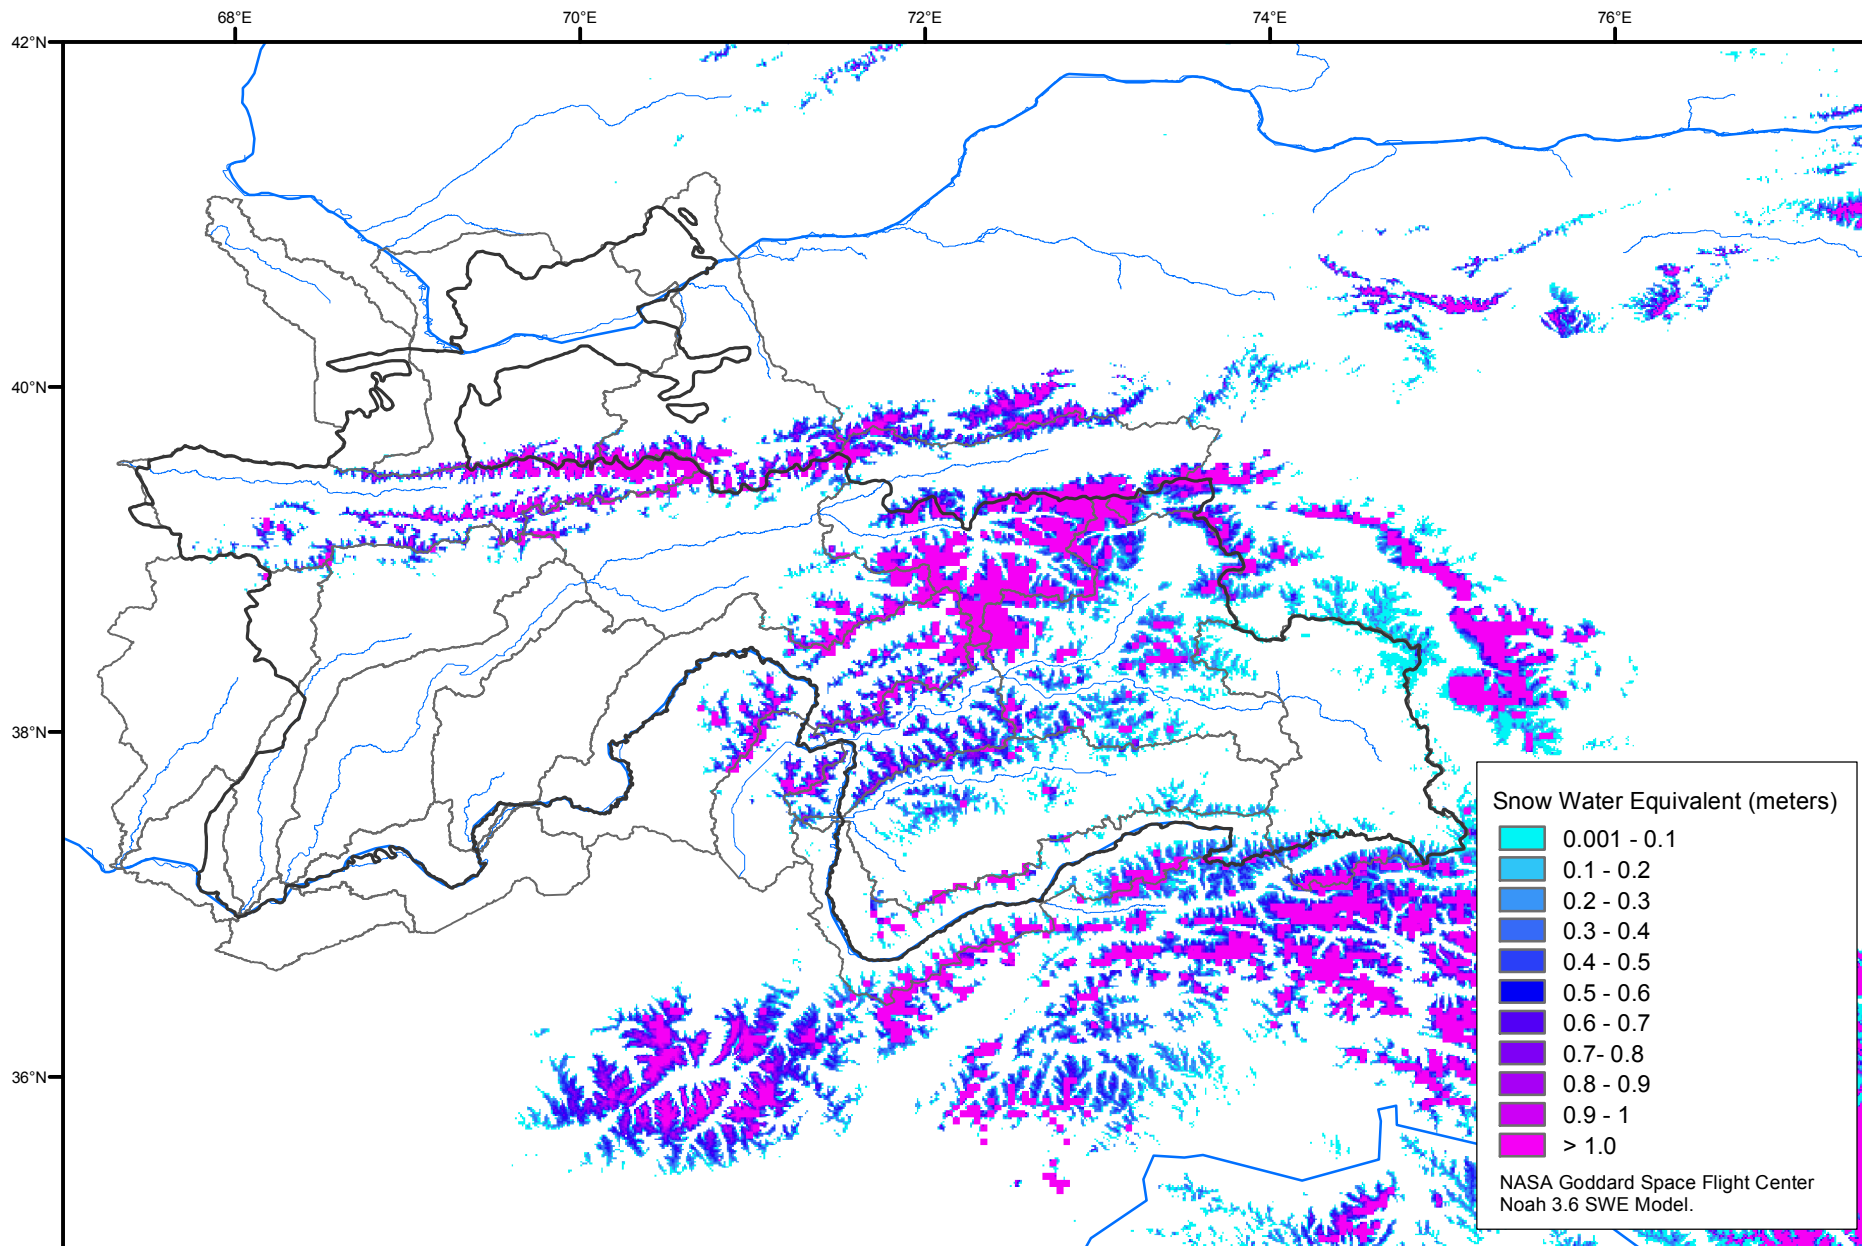 68°E 70°E 72°E 74°E 76°E
42°N
40°N
38°N
36°N
Snow Water Equivalent (meters)
0.001 - 0.1
0.1 - 0.2
0.2 - 0.3
0.3 - 0.4
0.4 - 0.5
0.5 - 0.6
0.6 - 0.7
0.7- 0.8
0.8 - 0.9
0.9 - 1
> 1.0
NASA Goddard Space Flight Center
Noah 3.6 SWE Model.